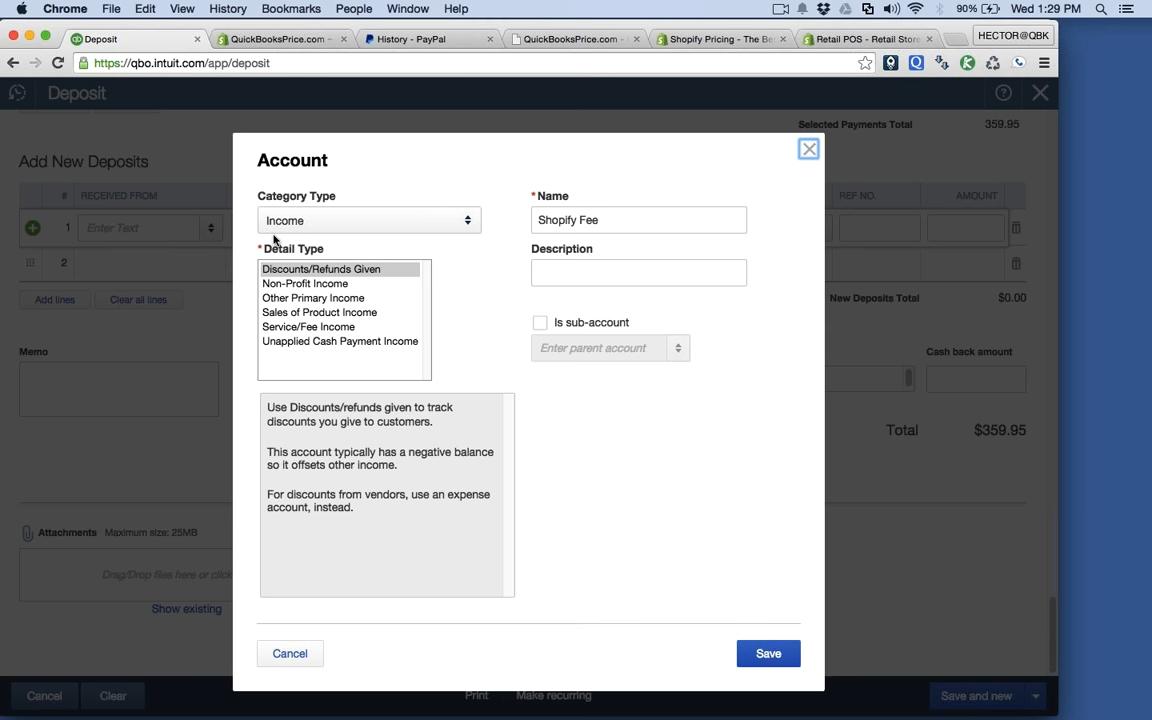 Chrome File Edit View History Bookmarks People Window Help 90% Wed 1:29 PM
Deposit QuickBooksPrice.com – History - PayPal QuickBooksPrice.com - Shopify Pricing - The Be Retail POS - Retail Store HECTOR@QBK
https://qbo.intuit.com/app/deposit
Deposit
Selected Payments Total 359.95
Add New Deposits
# RECEIVED FROM REF NO. AMOUNT
1 Enter Text
2
Add lines Clear all lines New Deposits Total $0.00
Memo Cash back amount
Total $359.95
Attachments Maximum size: 25MB
Drag/Drop files here or click
Show existing
Cancel Clear Print Make recurring Save and new
Account
Category Type
Income
*Detail Type
Discounts/Refunds Given
Non-Profit Income
Other Primary Income
Sales of Product Income
Service/Fee Income
Unapplied Cash Payment Income
Use Discounts/refunds given to track
discounts you give to customers.
This account typically has a negative balance
so it offsets other income.
For discounts from vendors, use an expense
account, instead.
*Name
Shopify Fee
Description
Is sub-account
Enter parent account
Cancel Save